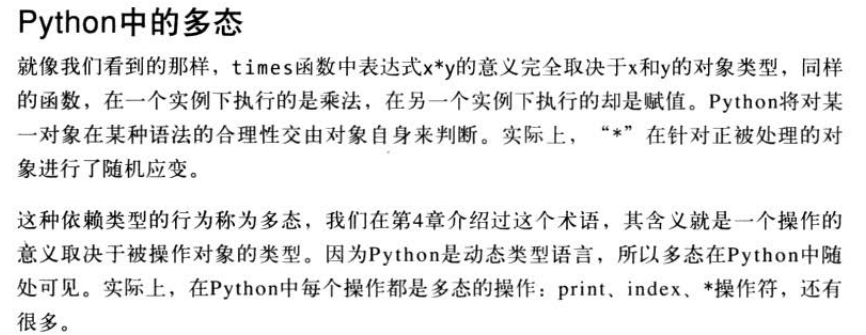 Python中的多态
就像我们看到的那样，times函数中表达式x*y的意义完全取决于x和y的对象类型，同样
的函数，在一个实例下执行的是乘法，在另一个实例下执行的却是赋值。Python将对某
一对象在某种语法的合理性交由对象自身来判断。实际上，“*”在针对正被处理的对
象进行了随机应变。
这种依赖类型的行为称为多态，我们在第4章介绍过这个术语，其含义就是一个操作的
意义取决于被操作对象的类型。因为Python是动态类型语言，所以多态在Python中随
处可见。实际上，在Python中每个操作都是多态的操作：print、index、*操作符，还有
很多。